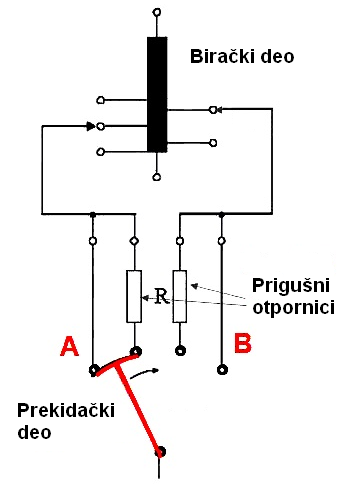 Birački deo
Prigušni
otpornici
R
A
B
Prekidački
deo